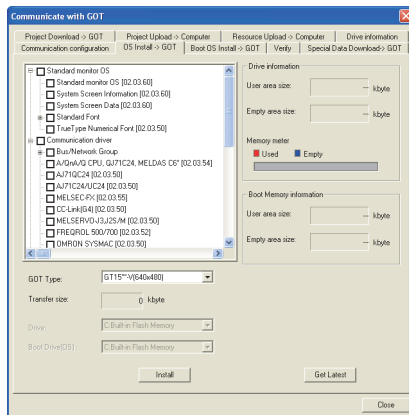 Communicate with GOT
Project Download -> GOT
Project Upload -> Computer
Resource Upload -> Computer
Drive information
Communication configuration
OS Install -> GOT
Boot OS Install -> GOT
Verify
Special Data Download-> GOT
Standard monitor OS
Standard monitor OS [02.03.60]
System Screen Information [02.03.60]
System Screen Data [02.03.60]
Standard Font
TrueType Numerical Font [02.03.50]
Communication driver
Bus/Network Group
A/QnA/Q CPU, QJ71C24, MELDAS C6* [02.03.54]
AJ71QC24 [02.03.50]
AJ71C24/UC24 [02.03.50]
MELSEC-FX [02.03.55]
CC-Link(G4) [02.03.50]
MELSERVO-J3,J2S/M [02.03.50]
FREQROL 500/700 [02.03.52]
OMRON SYSMAC [02.03.50]
Drive information
User area size: -- kbyte
Empty area size: -- kbyte
Memory meter
Used Empty
Boot Memory information
User area size: -- kbyte
Empty area size: -- kbyte
GOT Type: GT15**-V(640x480)
Transfer size: 0 kbyte
Drive: C:Built-in Flash Memory
Boot Drive(OS): C:Built-in Flash Memory
Install
Get Latest
Close